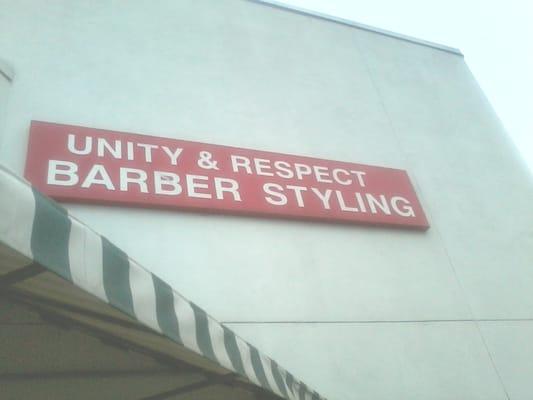 UNITY & RESPECT
BARBER STYLING